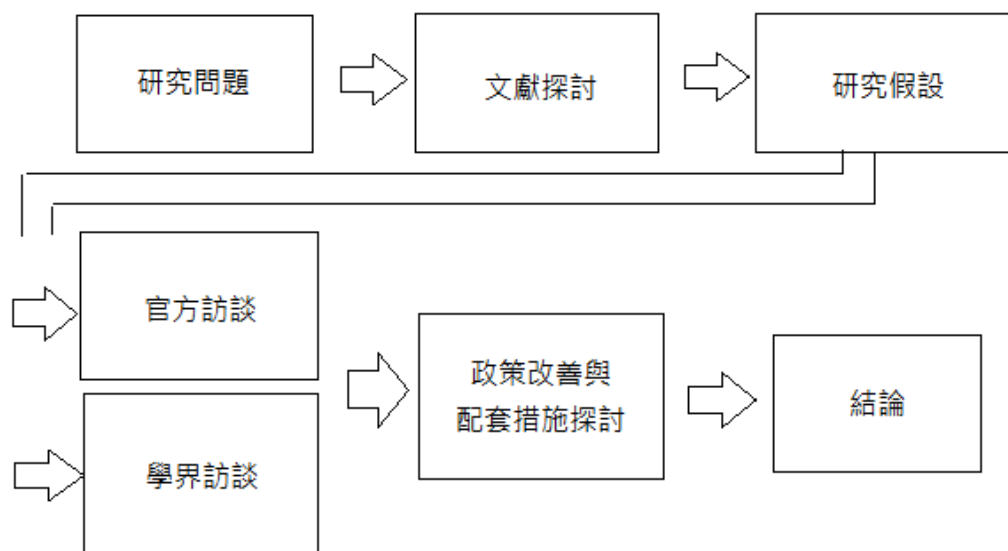 研究問題
文獻探討
研究假設
官方訪談
學界訪談
政策改善與
配套措施探討
結論